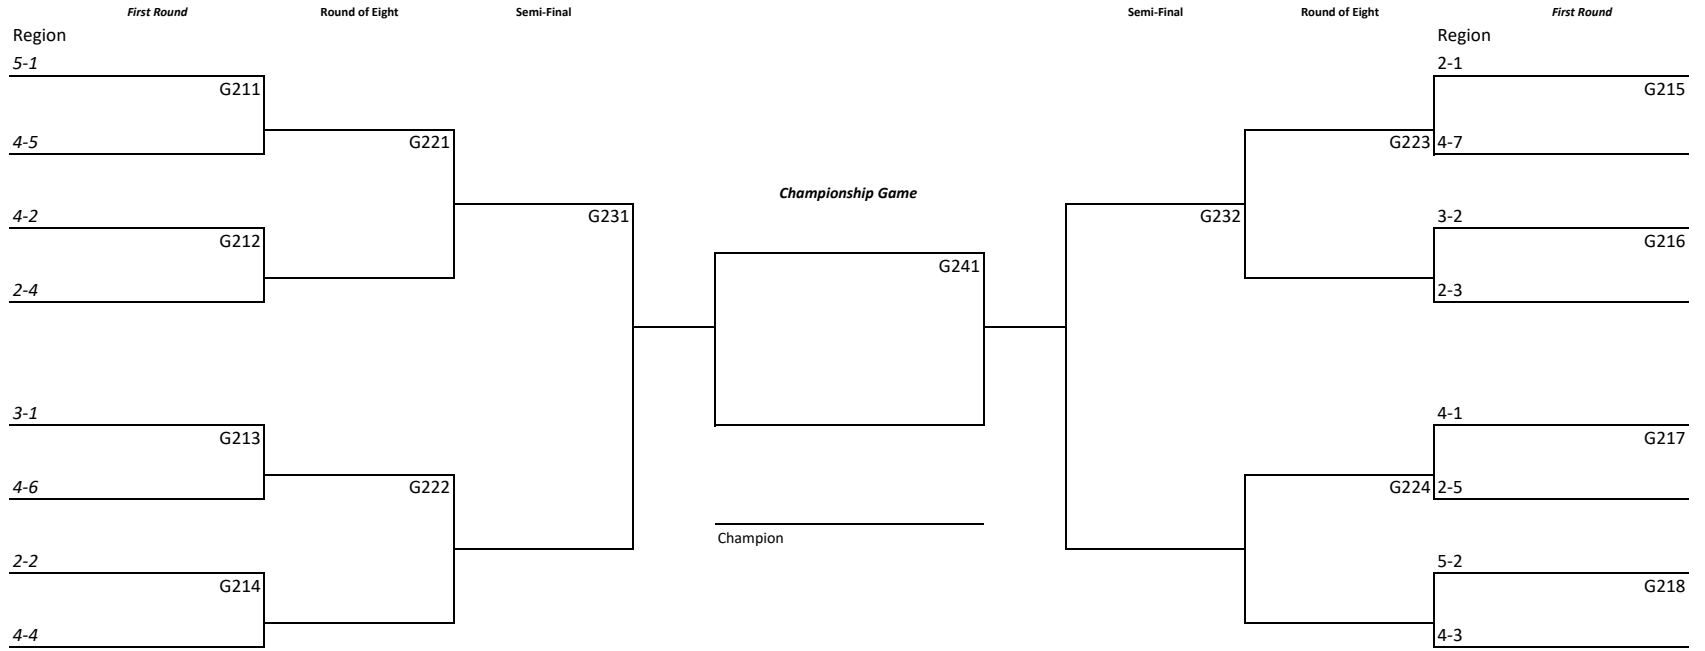 First Round Round of Eight Semi-Final Semi-Final Round of Eight First Round
Region Region
5-1 2-1
G211 G215
4-5 G221 G223 4-7
Championship Game
4-2 G231 G232 3-2
G212 G216
G241
2-4 2-3
3-1 4-1
G213 G217
4-6 G222 G224 2-5
Champion
2-2 5-2
G214 G218
4-4 4-3